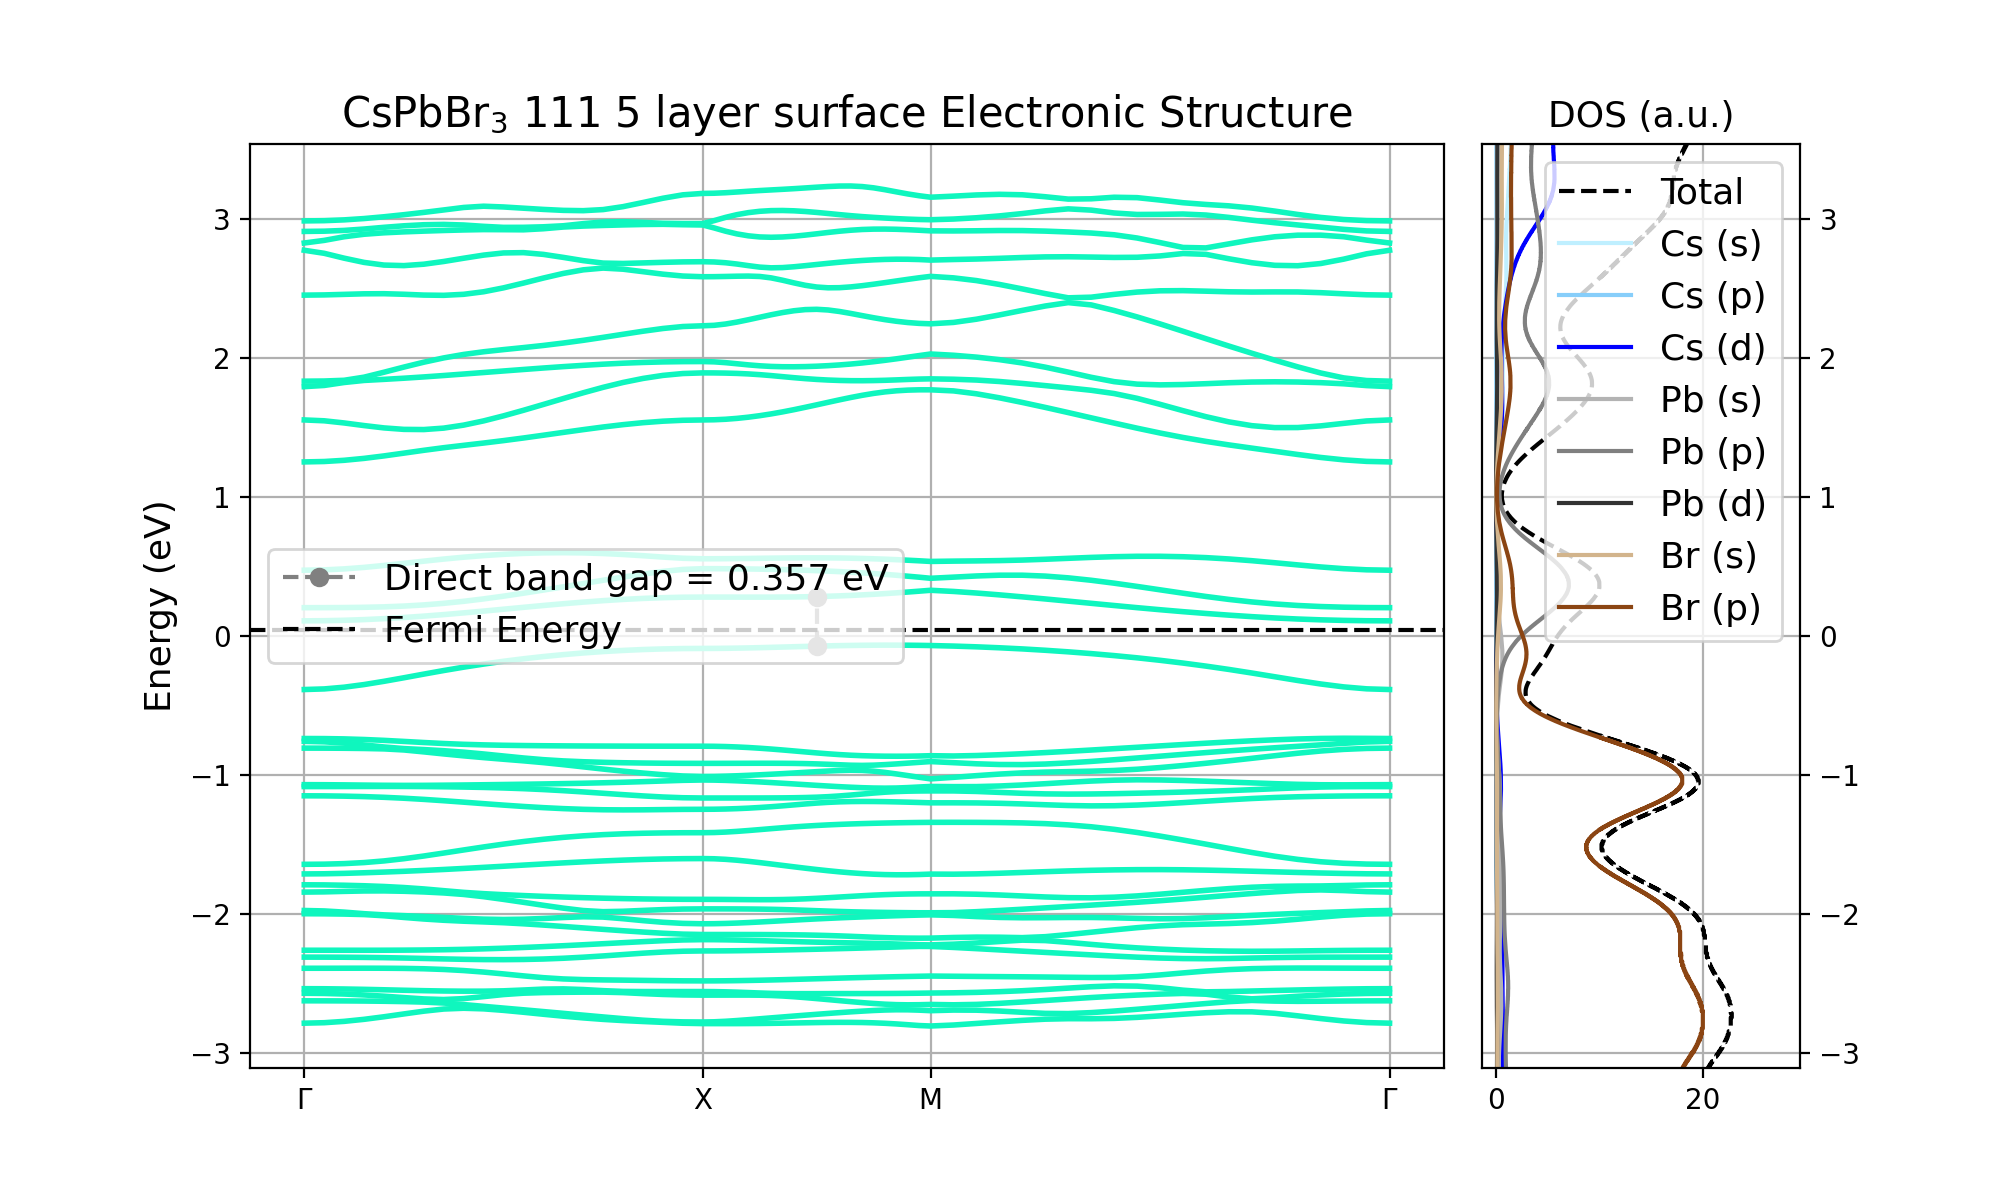 CsPbBr₃ 111 5 layer surface Electronic Structure
DOS (a.u.)
Energy (eV)
3
2
1
0
−1
−2
−3
Γ
X
M
Γ
Direct band gap = 0.357 eV
Fermi Energy
Total
Cs (s)
Cs (p)
Cs (d)
Pb (s)
Pb (p)
Pb (d)
Br (s)
Br (p)
3
2
1
0
−1
−2
−3
0
20